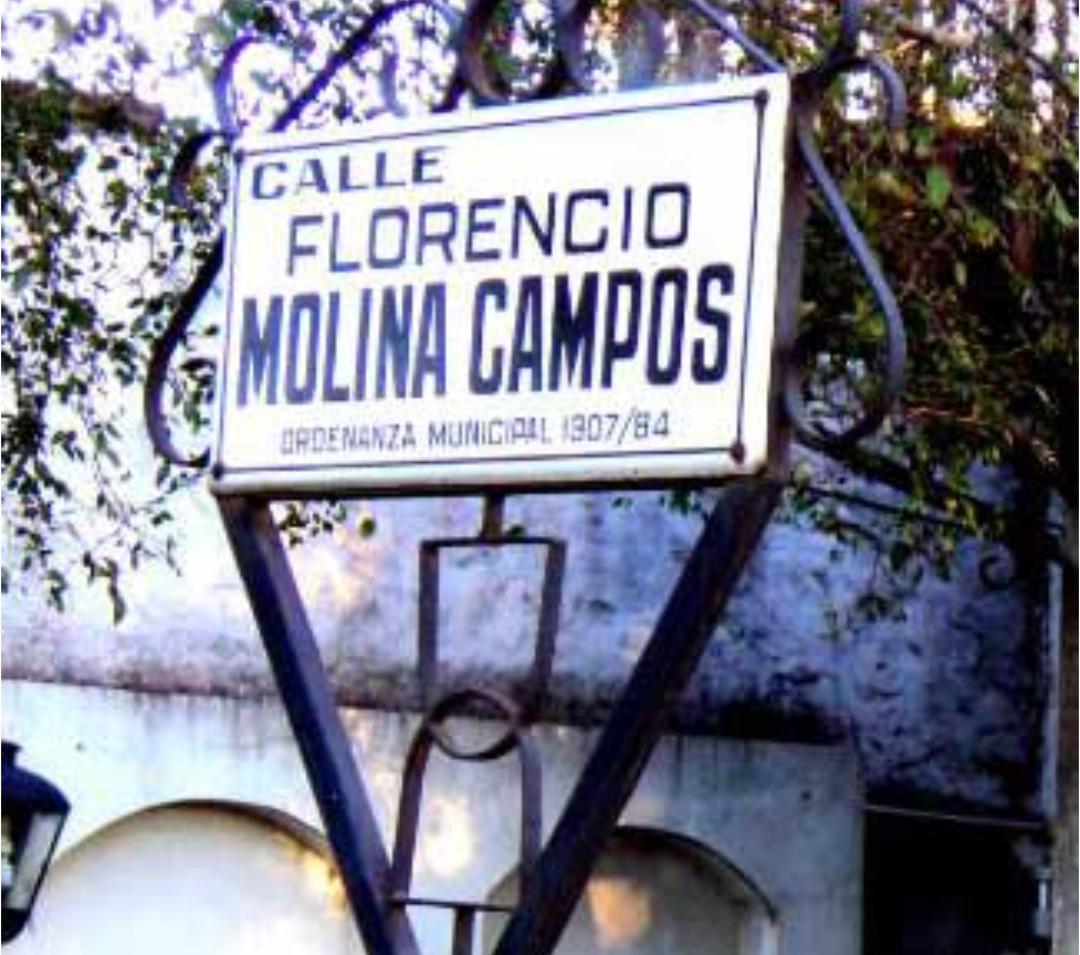 CALLE
FLORENCIO
MOLINA CAMPOS
ORDENANZA MUNICIPAL 1907/84